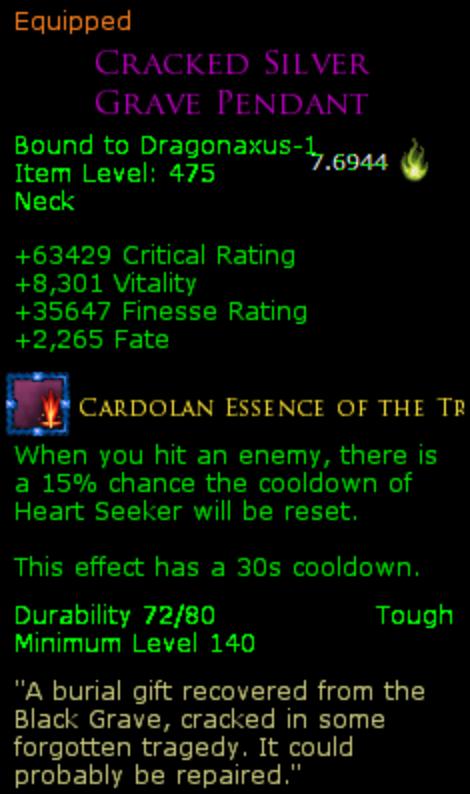 Equipped
Cracked Silver
Grave Pendant
Bound to Dragonaxus-1
7.6944
Item Level: 475
Neck
+63429 Critical Rating
+8,301 Vitality
+35647 Finesse Rating
+2,265 Fate
Cardolan Essence of the Tr
When you hit an enemy, there is
a 15% chance the cooldown of
Heart Seeker will be reset.
This effect has a 30s cooldown.
Durability 72/80 Tough
Minimum Level 140
"A burial gift recovered from the
Black Grave, cracked in some
forgotten tragedy. It could
probably be repaired."